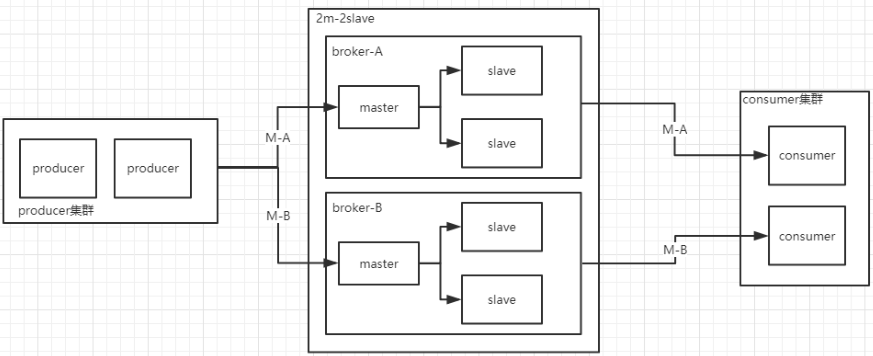 2m-2slave
broker-A
slave
master
slave
M-A
M-A
consumer集群
consumer
producer
producer
producer集群
M-B
broker-B
slave
master
slave
M-B
consumer